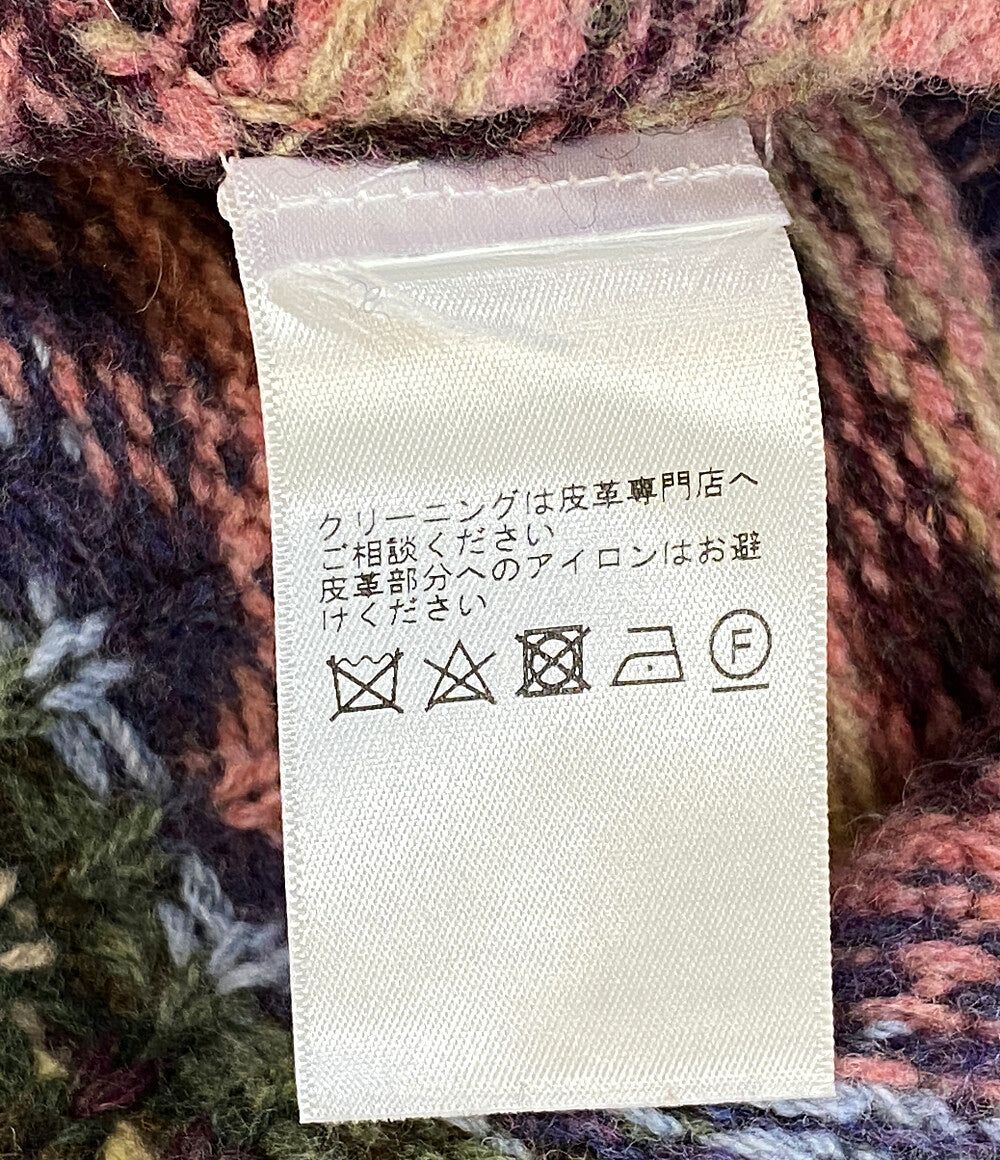 クリーニングは皮革専門店へ
ご相談ください
皮革部分へのアイロンはお避
けください
F